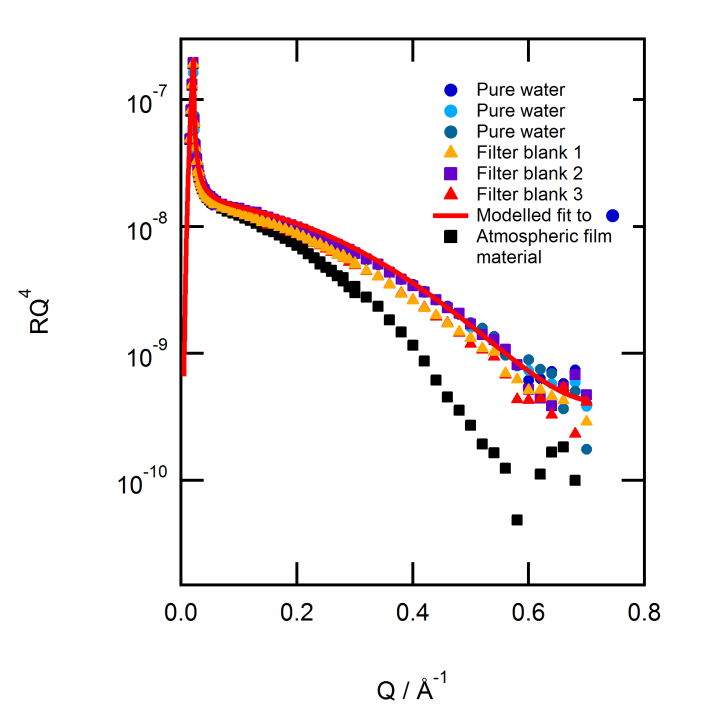 10-7
Pure water
Pure water
Pure water
Filter blank 1
Filter blank 2
Filter blank 3
Modelled fit to
Atmospheric film
material
10-8
RQ4
10-9
10-10
0.0 0.2 0.4 0.6 0.8
Q / Å-1